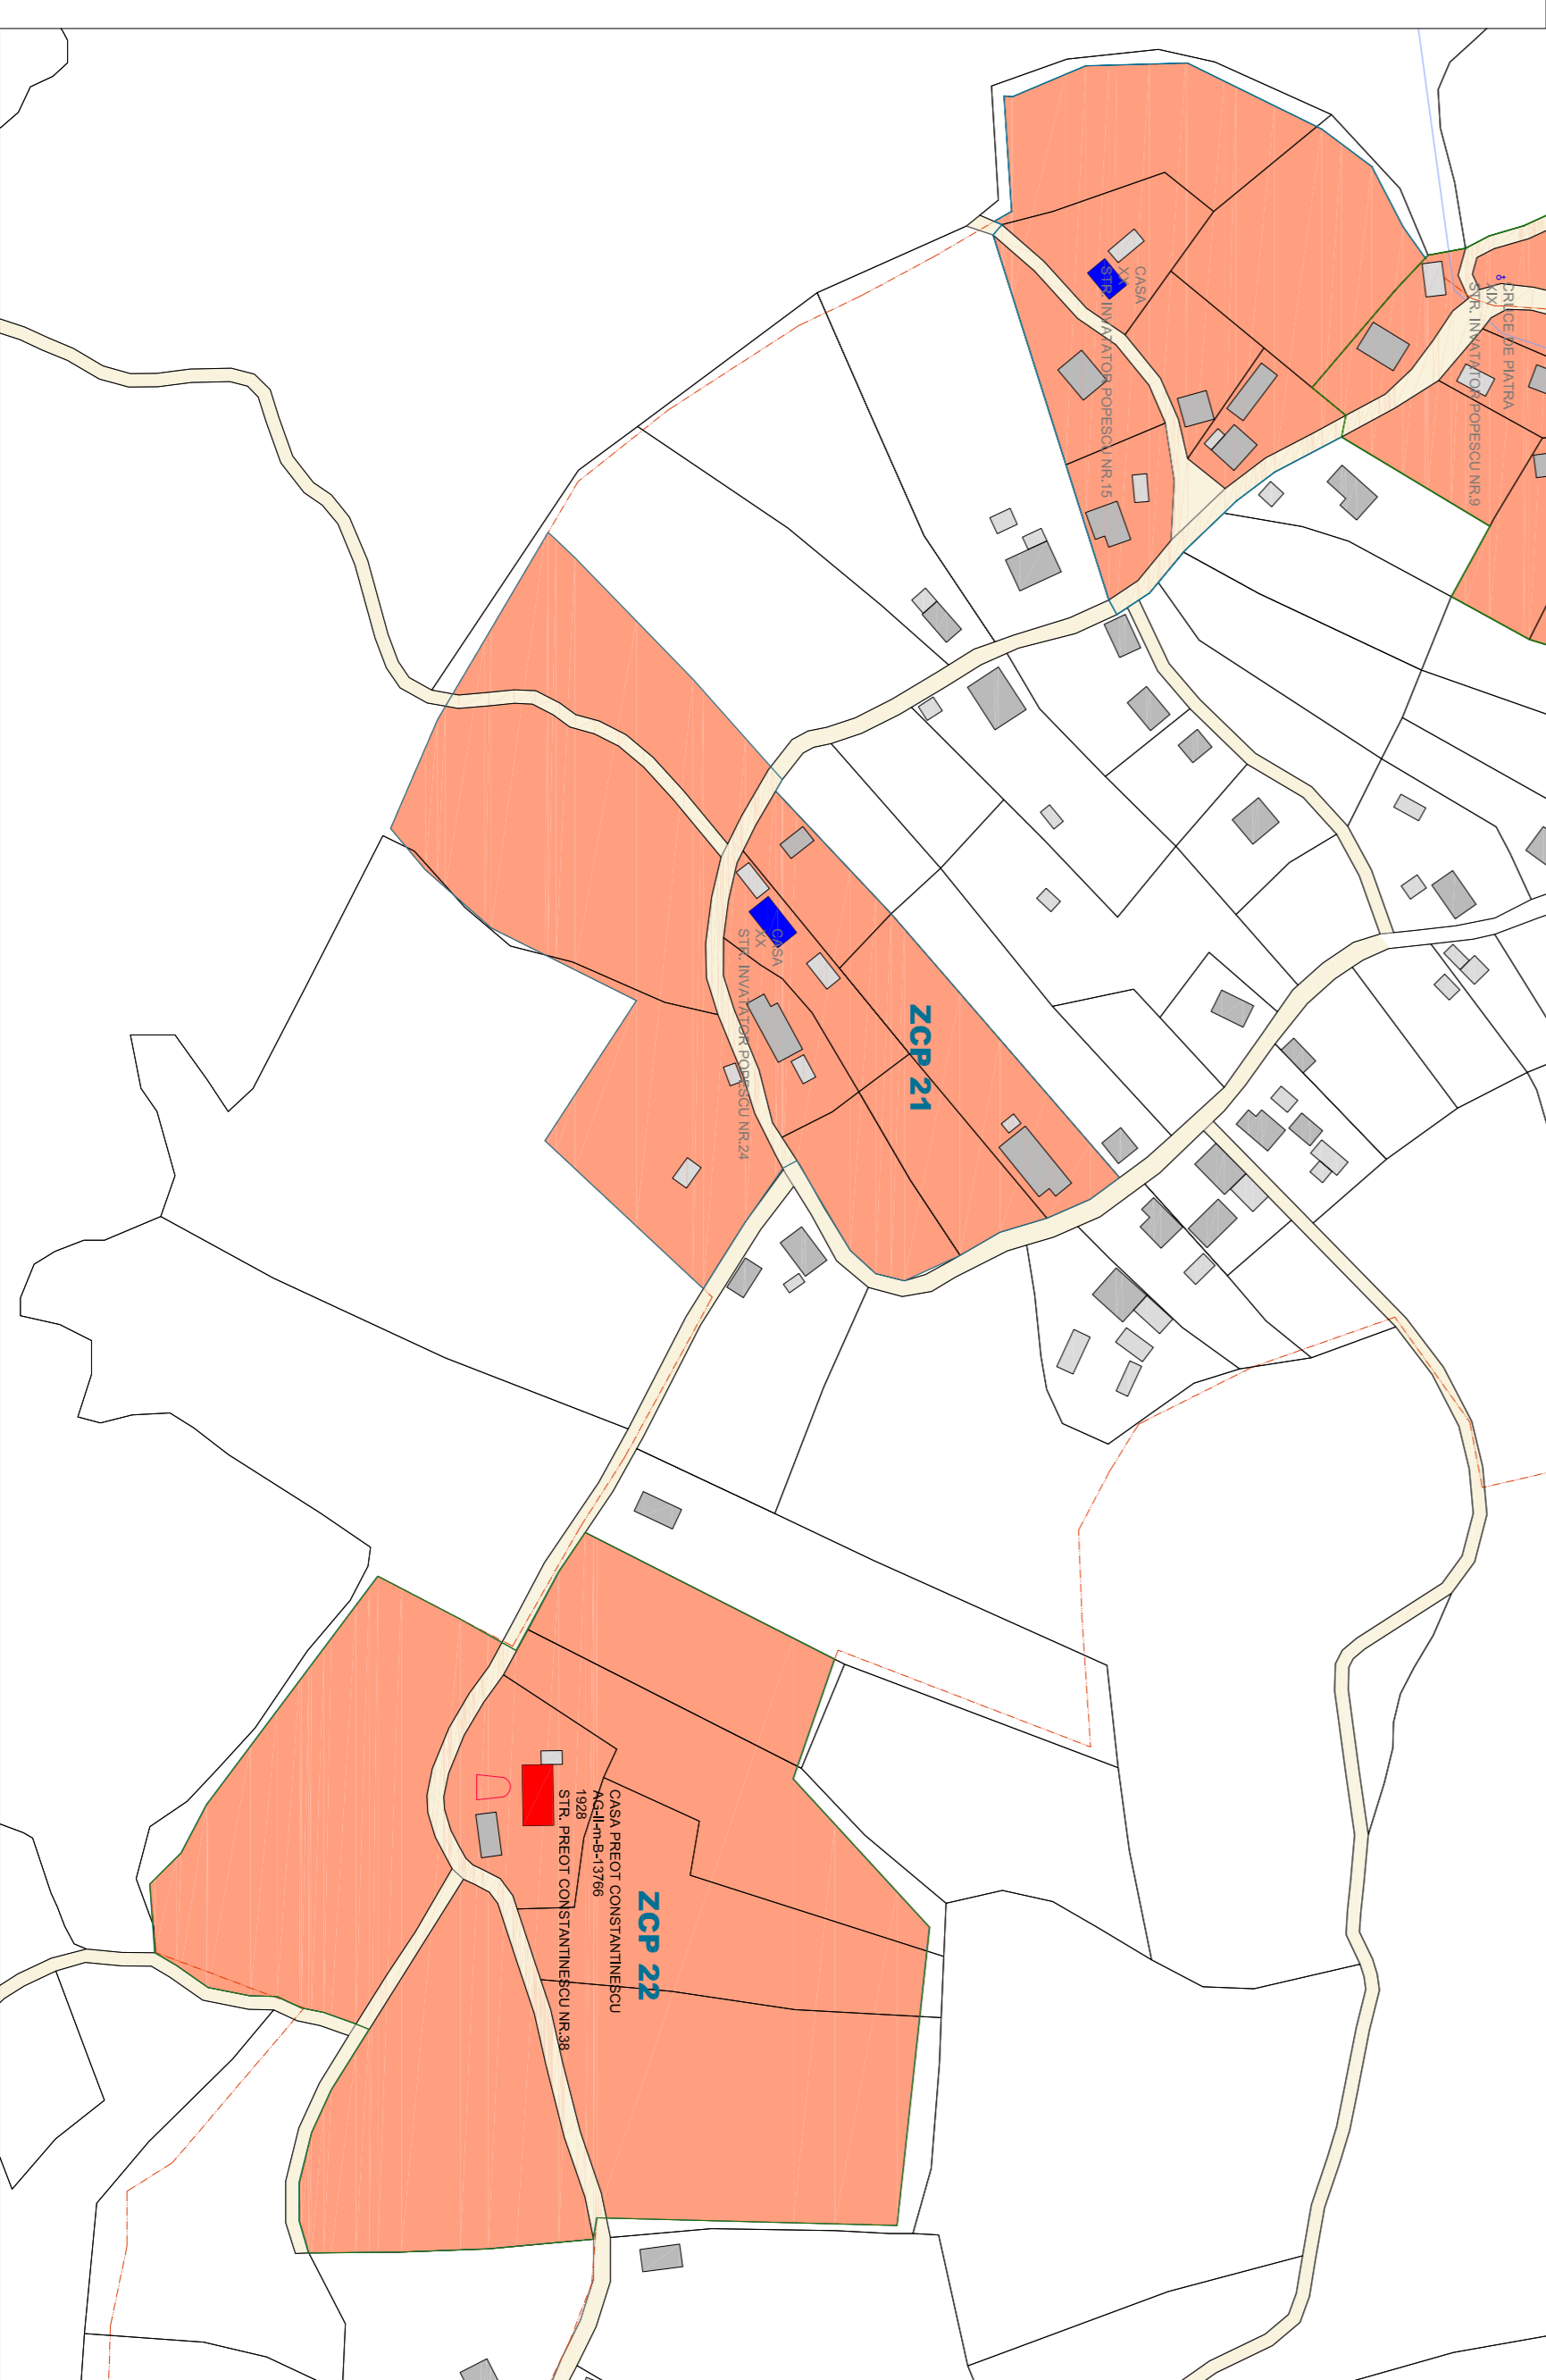 CASA
XX
STR. INVATATOR POPESCU NR.15
CRUCE DE PIATRA
XIX
STR. INVATATOR POPESCU NR.9
CASA
XX
STR. INVATATOR POPESCU NR.24
ZCP 21
CASA PREOT CONSTANTINESCU
AG-II-m-B-13766
1928
STR. PREOT CONSTANTINESCU NR.38
ZCP 22